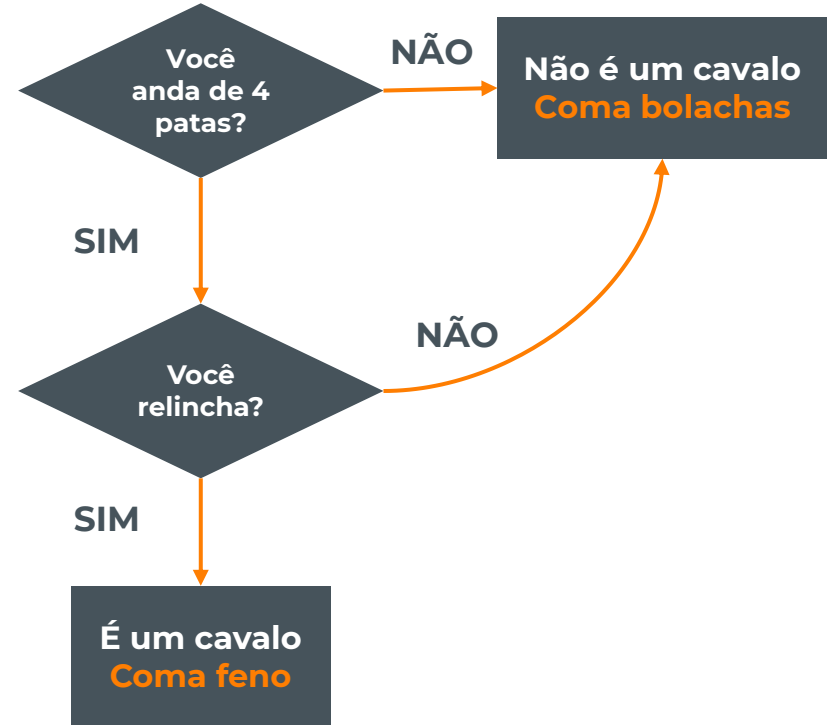 Você
anda de 4
patas?
NÃO
Não é um cavalo
Coma bolachas
SIM
Você
relincha?
NÃO
SIM
É um cavalo
Coma feno